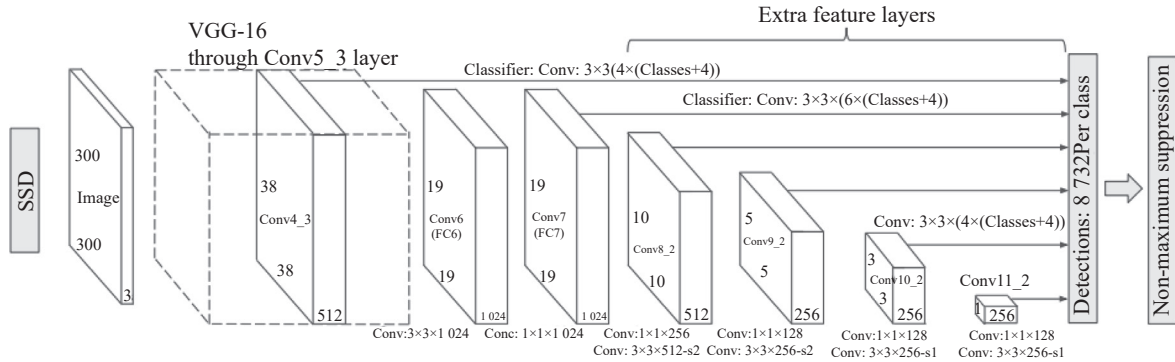 Extra feature layers
VGG-16
through Conv5_3 layer
Classifier: Conv: 3×3(4×(Classes+4))
Classifier: Conv: 3×3×(6×(Classes+4))
SSD
300
Image
300
3
38
Conv4_3
38
512
19
Conv6
(FC6)
19
1 024
19
Conv7
(FC7)
19
1 024
10
Conv8_2
10
512
5
Conv9_2
5
256
Conv: 3×3×(4×(Classes+4))
3
Conv10_2
3
256
Conv11_2
1
256
Detections: 8 732Per class
Non-maximum suppression
Conv:3×3×1 024
Conc: 1×1×1 024
Conv:1×1×256
Conv: 3×3×512-s2
Conv:1×1×128
Conv: 3×3×256-s2
Conv:1×1×128
Conv: 3×3×256-s1
Conv:1×1×128
Conv: 3×3×256-s1